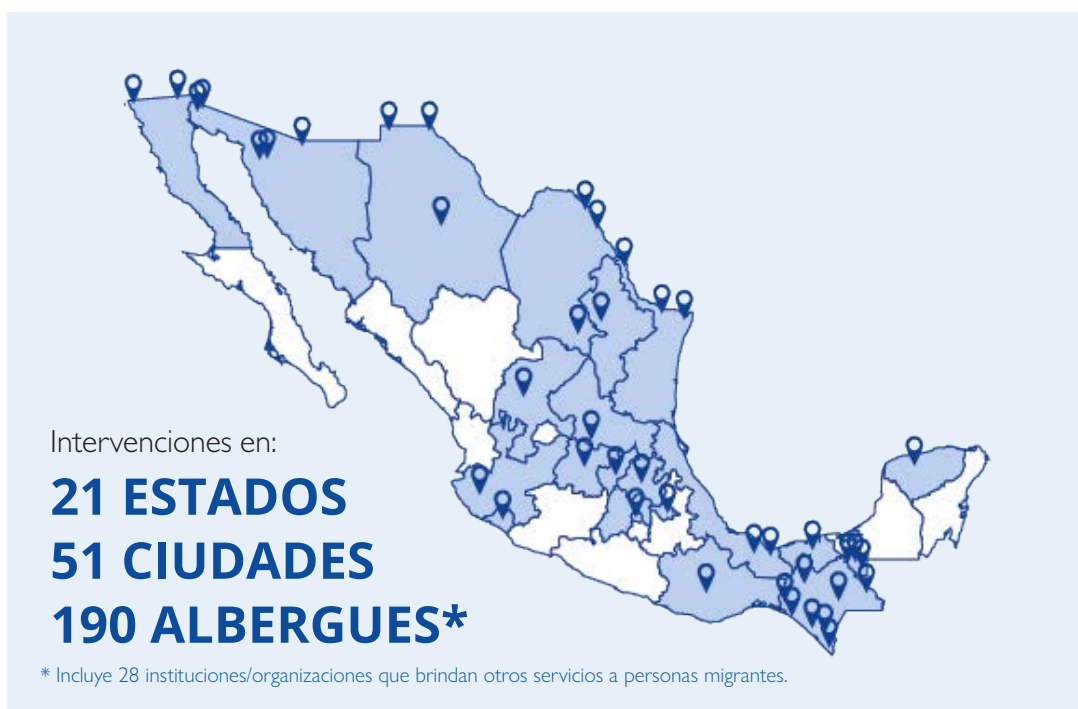 Intervenciones en:
21 ESTADOS
51 CIUDADES
190 ALBERGUES*
* Incluye 28 instituciones/organizaciones que brindan otros servicios a personas migrantes.